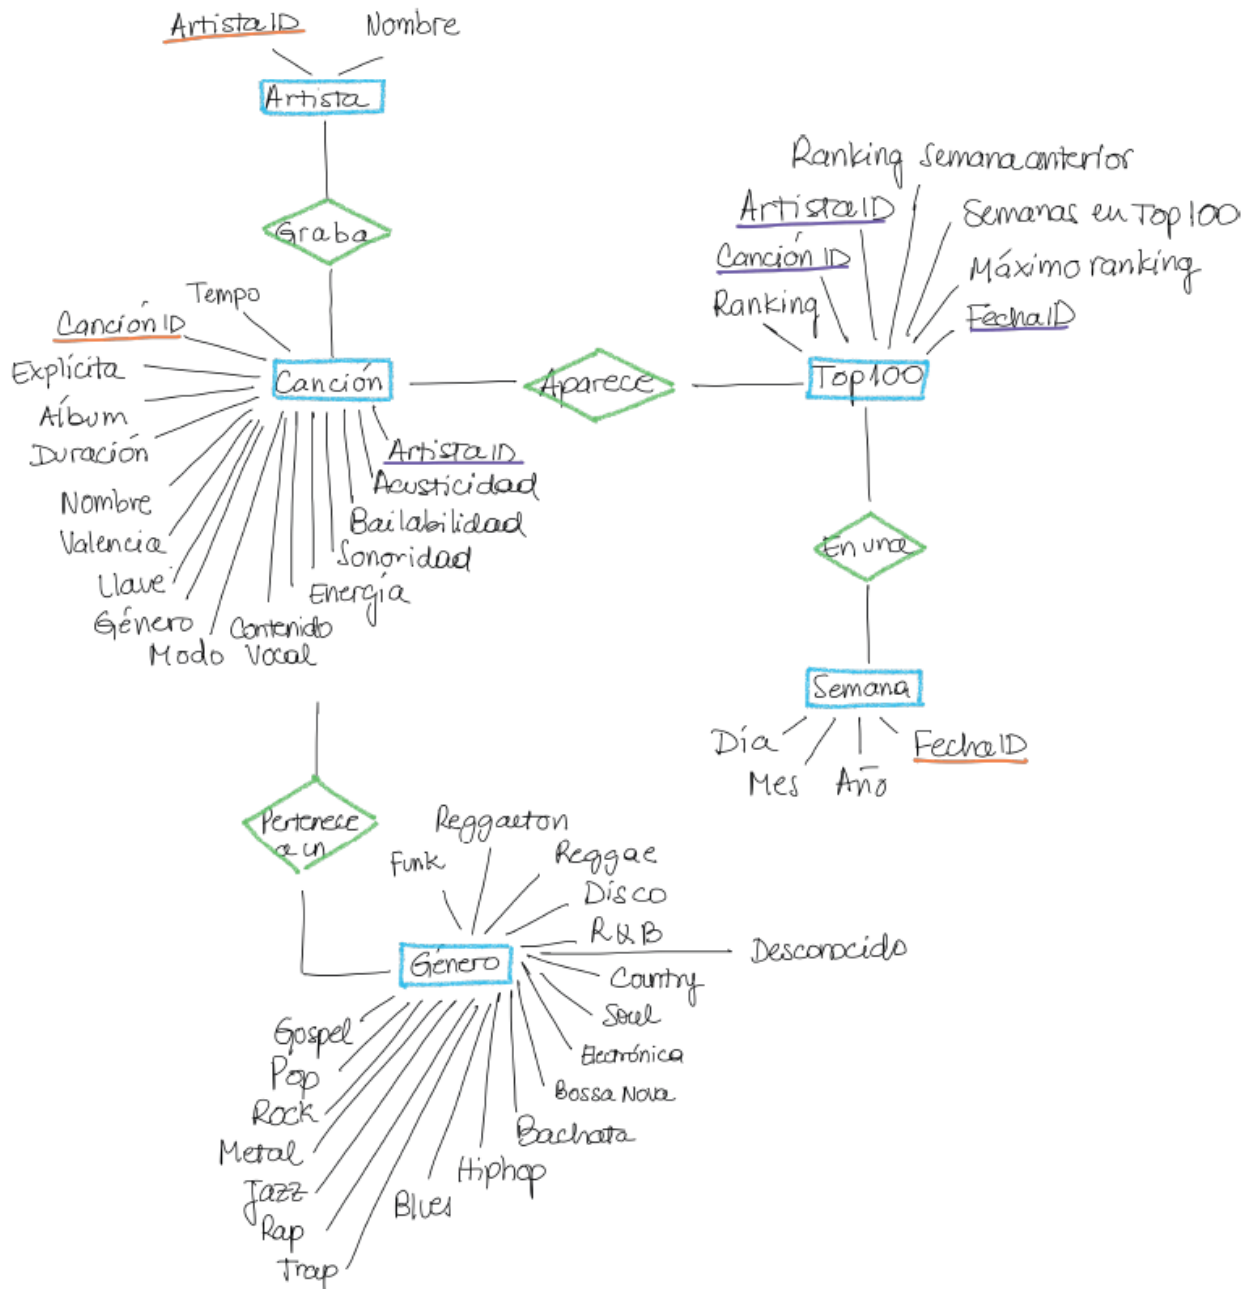 ArtistaID
Nombre
Artista
Graba
Tempo
CanciónID
Explícita
Álbum
Duración
Nombre
Valencia
Llave
Género
Modo
Contenido
Vocal
Energía
Sonoridad
Bailabilidad
Acusticidad
ArtistaID
Canción
Aparece
Ranking semana anterior
ArtistaID
Semanas en Top100
Canción ID
Máximo ranking
Ranking
FechaID
Top100
En una
Semana
Día
Mes
Año
FechaID
Pertenece
a un
Reggaeton
Funk
Reggae
Disco
R&B
Desconocido
Género
Country
Soul
Electrónica
Bossa Nova
Bachata
Hiphop
Blues
Gospel
Pop
Rock
Metal
Jazz
Rap
Trap